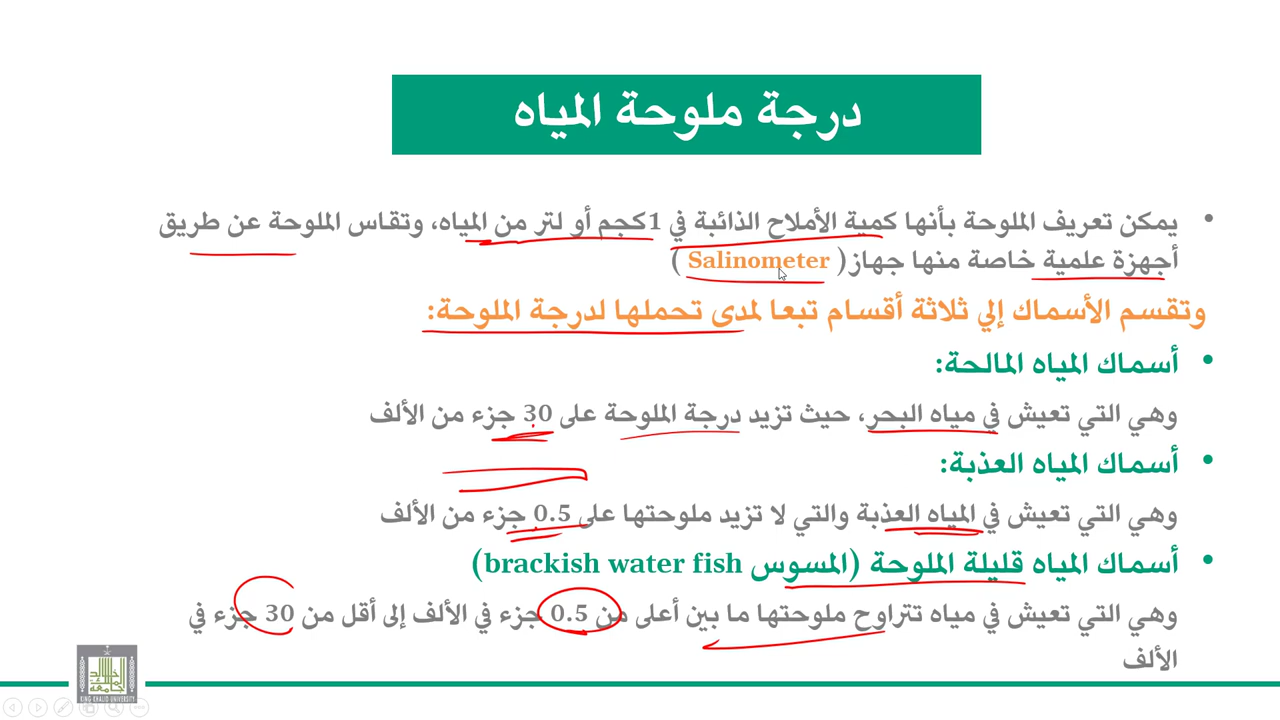 درجة ملوحة المياه
• يمكن تعريف الملوحة بأنها كمية الأملاح الذائبة في 1كجم أو لتر من المياه، وتقاس الملوحة عن طريق
أجهزة علمية خاصة منها جهاز( Salinometer )
وتقسم الأسماك إلي ثلاثة أقسام تبعا لمدى تحملها لدرجة الملوحة:
• أسماك المياه المالحة:
وهي التي تعيش في مياه البحر، حيث تزيد درجة الملوحة على 30 جزء من الألف
• أسماك المياه العذبة:
وهي التي تعيش في المياه العذبة والتي لا تزيد ملوحتها على 0.5 جزء من الألف
• أسماك المياه قليلة الملوحة (المسوس brackish water fish)
وهي التي تعيش في مياه تتراوح ملوحتها ما بين أعلى من 0.5 جزء في الألف إلى أقل من 30 جزء في
الألف
KING KHALID UNIVERSITY